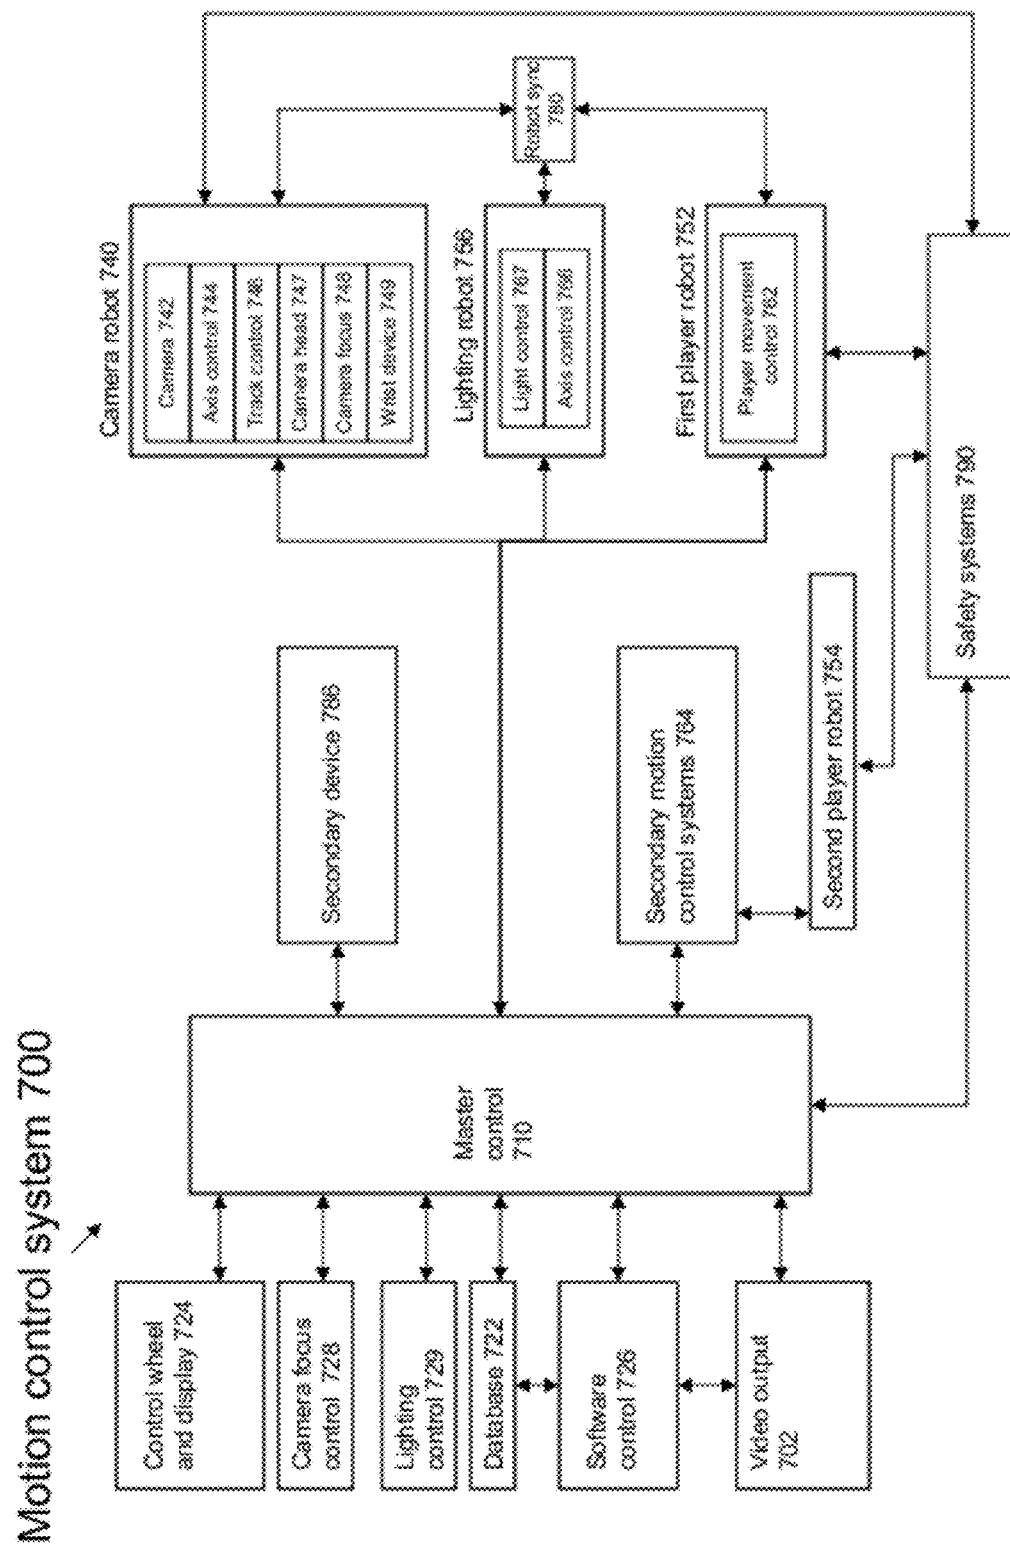 Motion control system 700
Control wheel
and display 724
Camera focus
control 728
Lighting
control 729
Database 722
Software
control 726
Video output
702
Master
control
710
Secondary device 786
Secondary motion
control systems 764
Second player robot 754
Camera robot 740
Camera 742
Axis control 744
Track control 746
Camera head 747
Camera focus 748
Wrist device 749
Lighting robot 756
Light control 767
Axis control 766
First player robot 752
Player movement
control 762
Robot sync
780
Safety systems 790